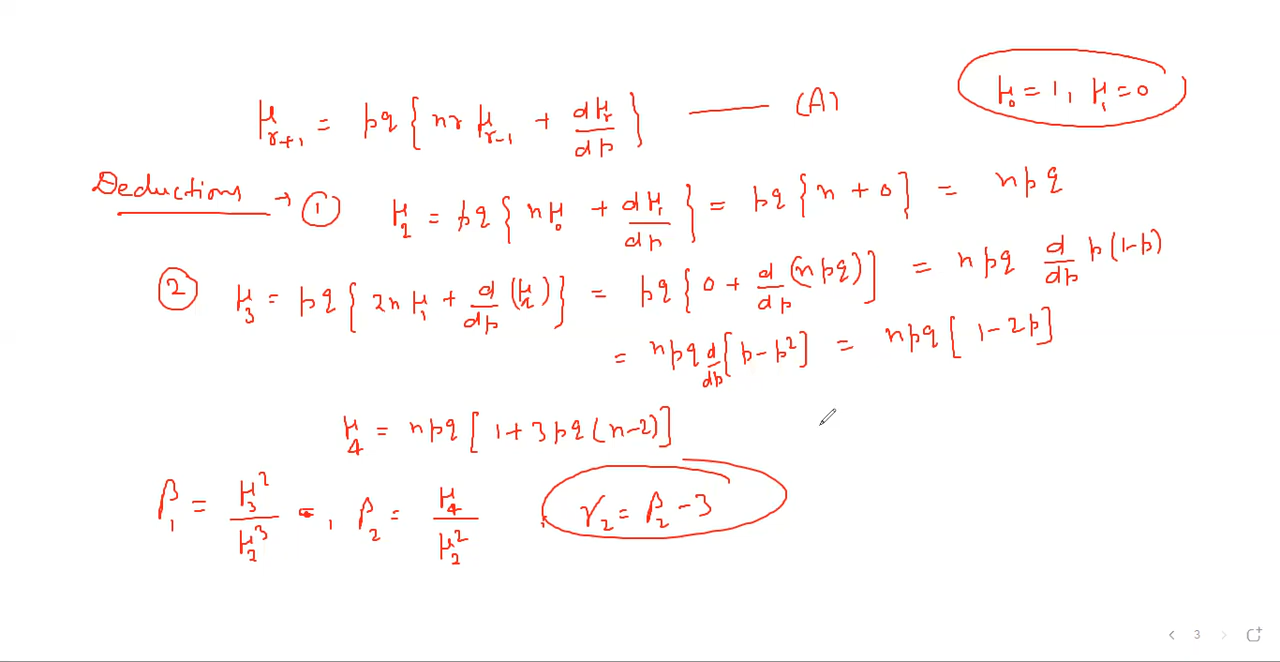 μ₀ = 1, μ₁ = 0
μ_{r+1} = pq { nr μ_{r-1} + dμ_r/dp } —— (A)
Deductions → ① μ₂ = pq { nμ₀ + dμ₁/dp } = pq { n + 0 ] = npq
② μ₃ = pq { 2n μ₁ + d/dp (μ₂) } = pq { 0 + d/dp (npq) ] = npq d/dp p(1-p)
= npq d/dp [ p - p² ] = npq [ 1 - 2p ]
μ₄ = npq [ 1 + 3pq (n-2) ]
β₁ = μ₃²/μ₂³ , β₂ = μ₄/μ₂² , γ₂ = β₂ - 3
3